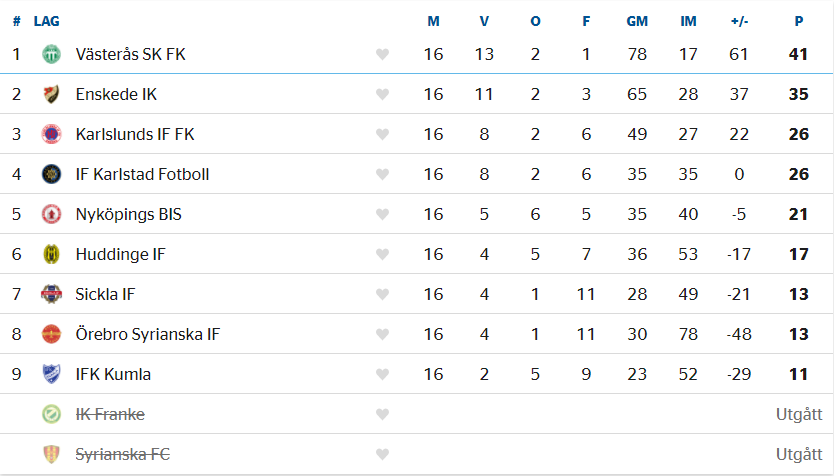 # LAG M V O F GM IM +/- P
1 Västerås SK FK 16 13 2 1 78 17 61 41
2 Enskede IK 16 11 2 3 65 28 37 35
3 Karlslunds IF FK 16 8 2 6 49 27 22 26
4 IF Karlstad Fotboll 16 8 2 6 35 35 0 26
5 Nyköpings BIS 16 5 6 5 35 40 -5 21
6 Huddinge IF 16 4 5 7 36 53 -17 17
7 Sickla IF 16 4 1 11 28 49 -21 13
8 Örebro Syrianska IF 16 4 1 11 30 78 -48 13
9 IFK Kumla 16 2 5 9 23 52 -29 11
IK Franke Utgått
Syrianska FC Utgått